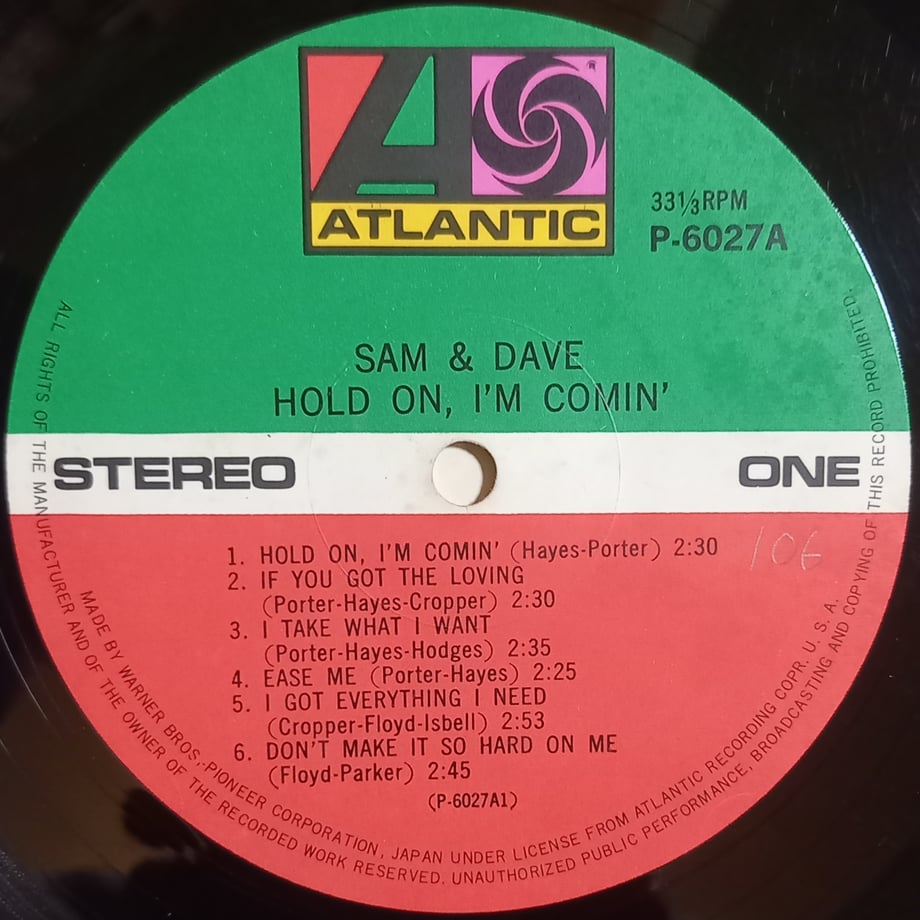 ATLANTIC
33⅓RPM
P-6027A
SAM & DAVE
HOLD ON, I'M COMIN'
STEREO
ONE
1. HOLD ON, I'M COMIN' (Hayes-Porter) 2:30
2. IF YOU GOT THE LOVING
(Porter-Hayes-Cropper) 2:30
3. I TAKE WHAT I WANT
(Porter-Hayes-Hodges) 2:35
4. EASE ME (Porter-Hayes) 2:25
5. I GOT EVERYTHING I NEED
(Cropper-Floyd-Isbell) 2:53
6. DON'T MAKE IT SO HARD ON ME
(Floyd-Parker) 2:45
(P-6027A1)
106
MADE BY WARNER BROS.-PIONEER CORPORATION, JAPAN UNDER LICENSE FROM ATLANTIC RECORDING COPR. U. S. A.
ALL RIGHTS OF THE MANUFACTURER AND OF THE OWNER OF THE RECORDED WORK RESERVED. UNAUTHORIZED PUBLIC PERFORMANCE, BROADCASTING AND COPYING OF THIS RECORD PROHIBITED.